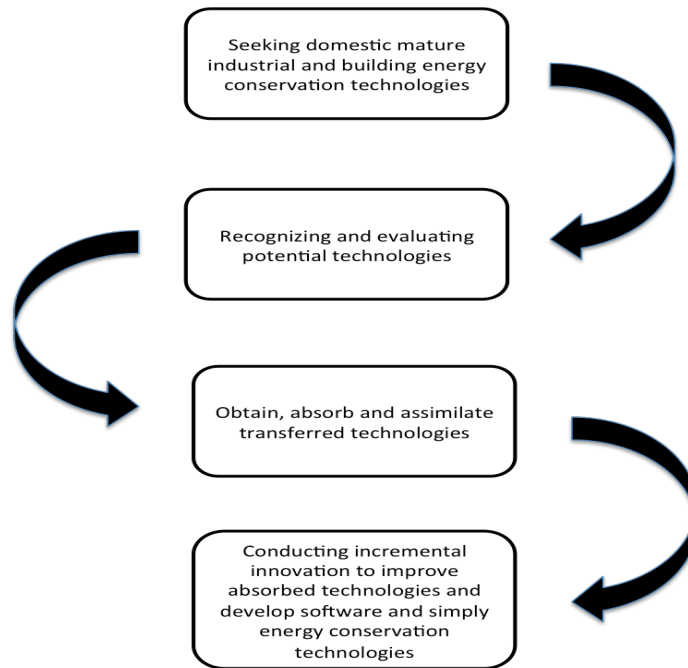 Seeking domestic mature
industrial and building energy
conservation technologies
Recognizing and evaluating
potential technologies
Obtain, absorb and assimilate
transferred technologies
Conducting incremental
innovation to improve
absorbed technologies and
develop software and simply
energy conservation
technologies